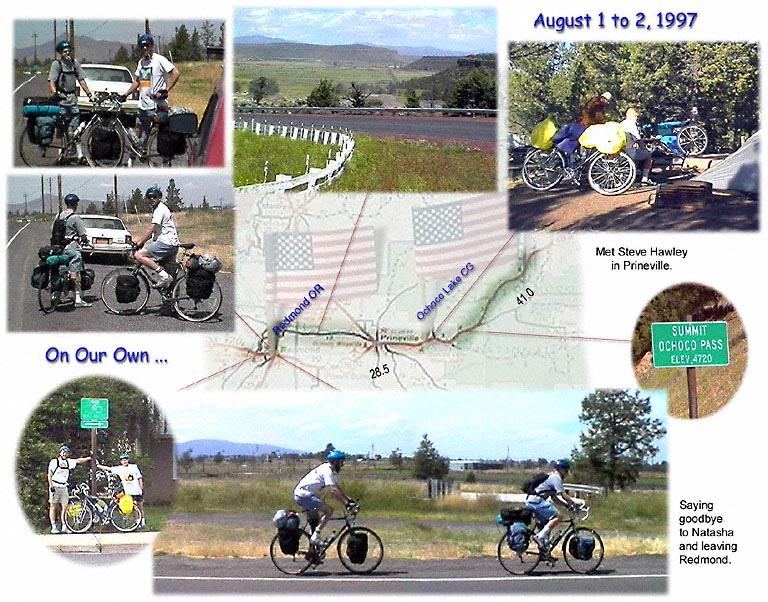 August 1 to 2, 1997
Met Steve Hawley
in Prineville.
Redmond OR
Ochoco Lake CG
41.0
Prineville
28.5
SUMMIT
OCHOCO PASS
ELEV. 4720
On Our Own ...
Saying
goodbye
to Natasha
and leaving
Redmond.